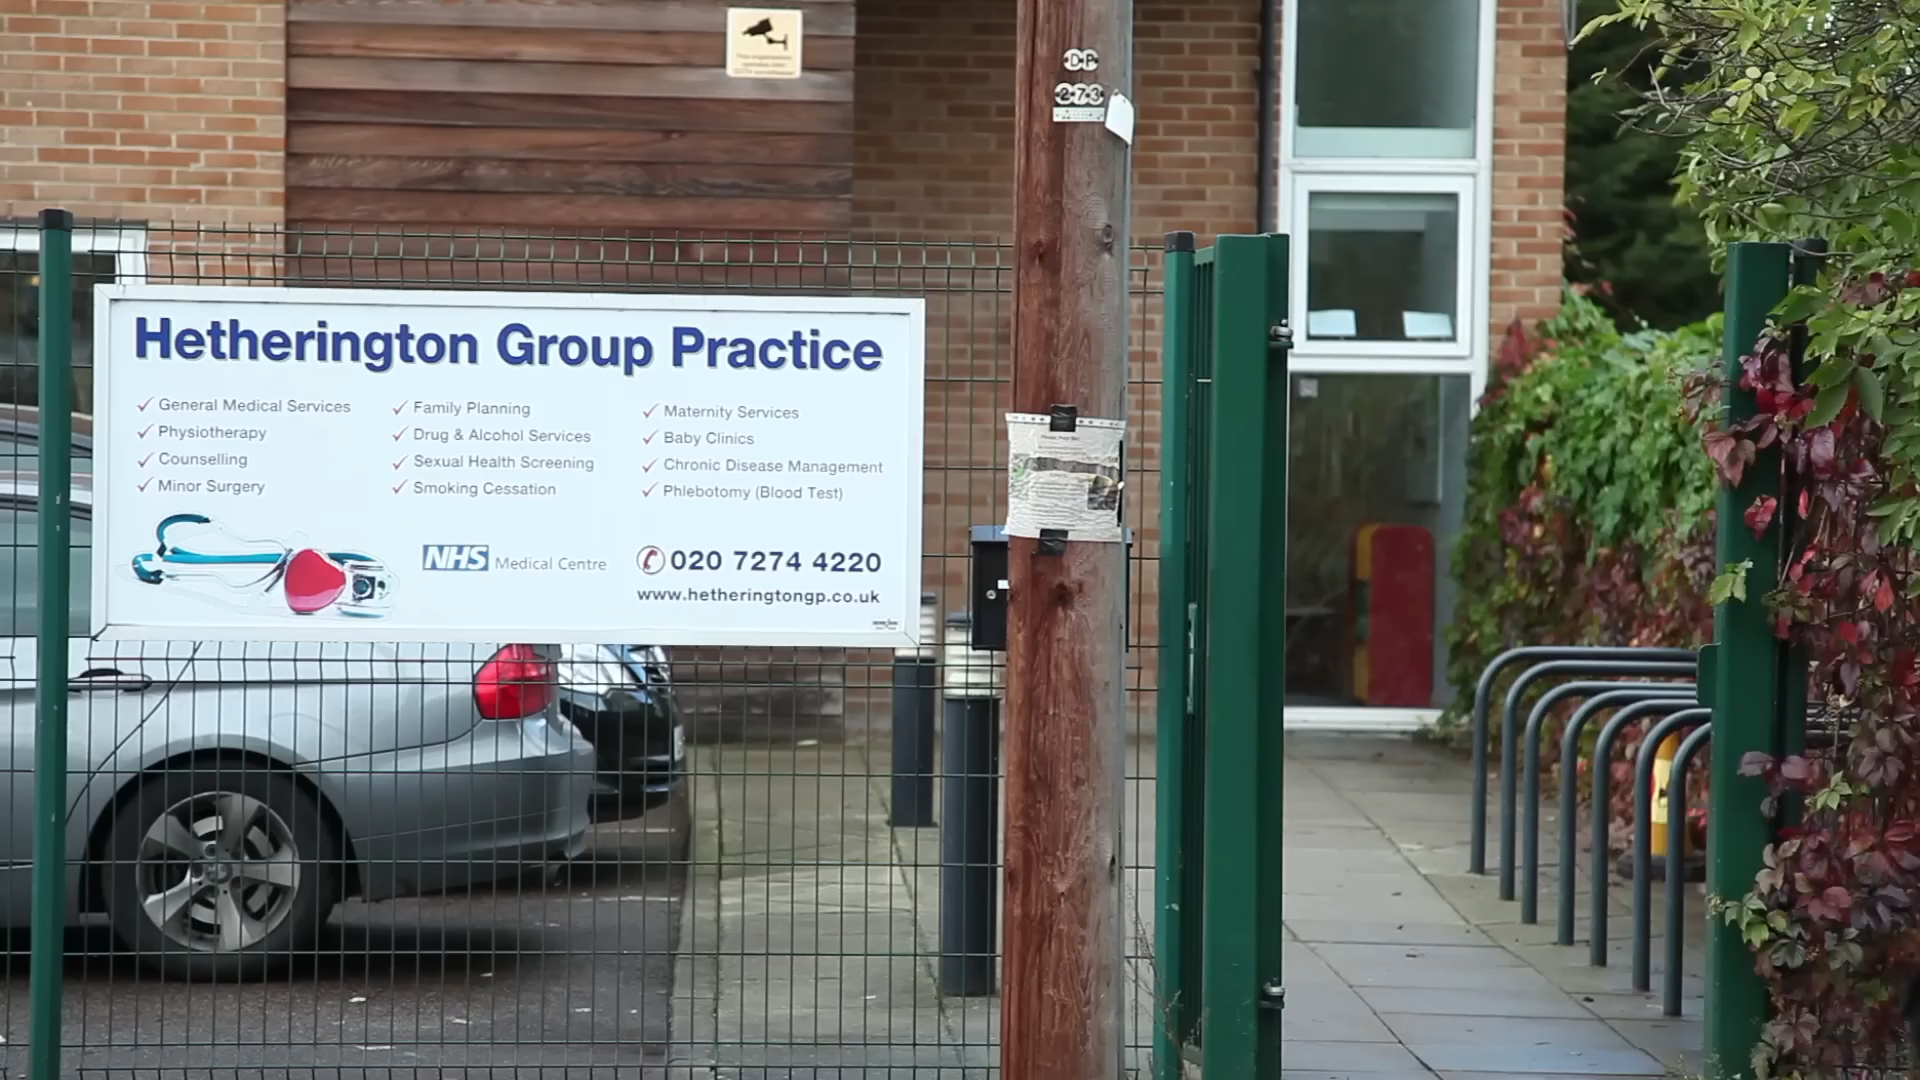 DP
273
Hetherington Group Practice
General Medical Services
Physiotherapy
Counselling
Minor Surgery
Family Planning
Drug & Alcohol Services
Sexual Health Screening
Smoking Cessation
Maternity Services
Baby Clinics
Chronic Disease Management
Phlebotomy (Blood Test)
NHS Medical Centre
020 7274 4220
www.hetheringtongp.co.uk